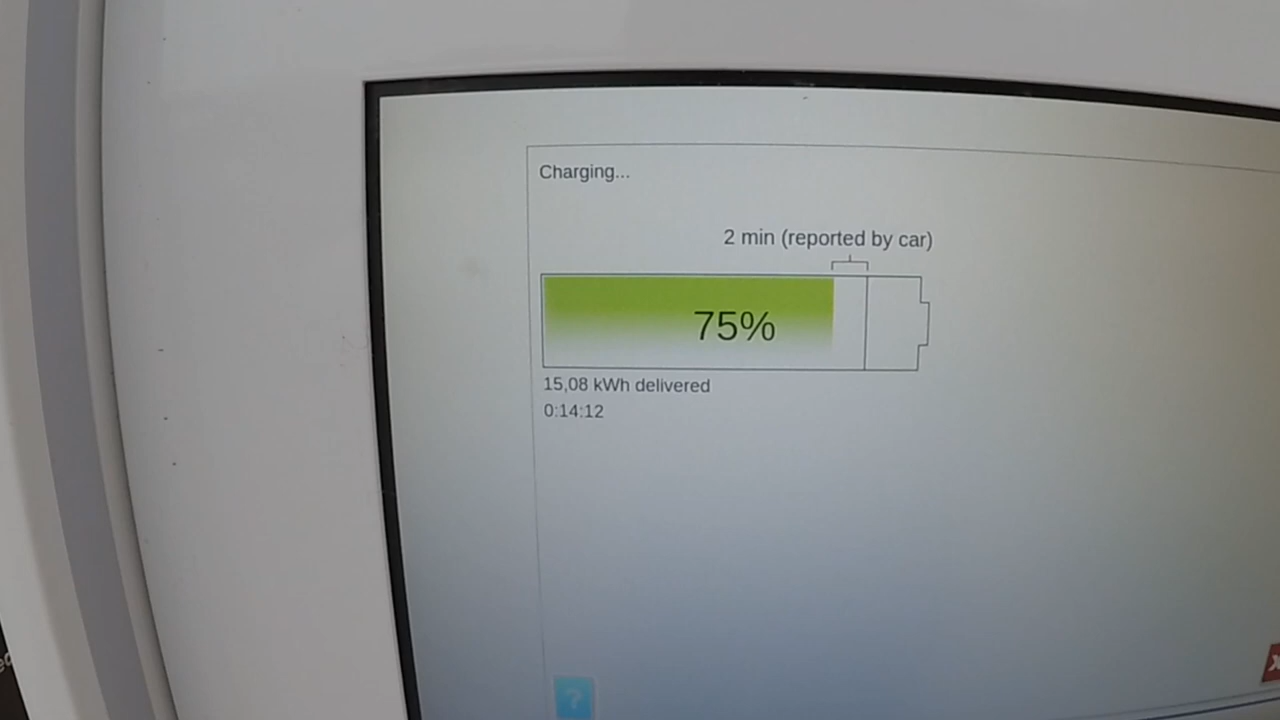 Charging...
2 min (reported by car)
75%
15,08 kWh delivered
0:14:12
?
x